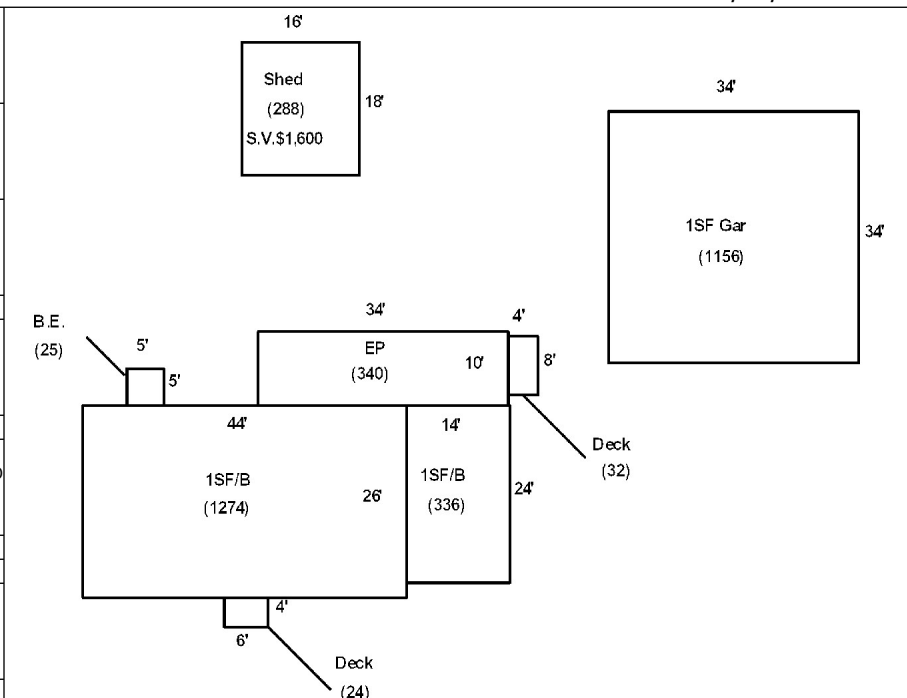 16'
Shed
(288)
S.V.$1,600
18'
34'
1SF Gar
(1156)
34'
B.E.
(25)
5'
5'
34'
EP
(340)
10'
4'
8'
Deck
(32)
44'
1SF/B
(1274)
26'
14'
1SF/B
(336)
24'
4'
6'
Deck
(24)